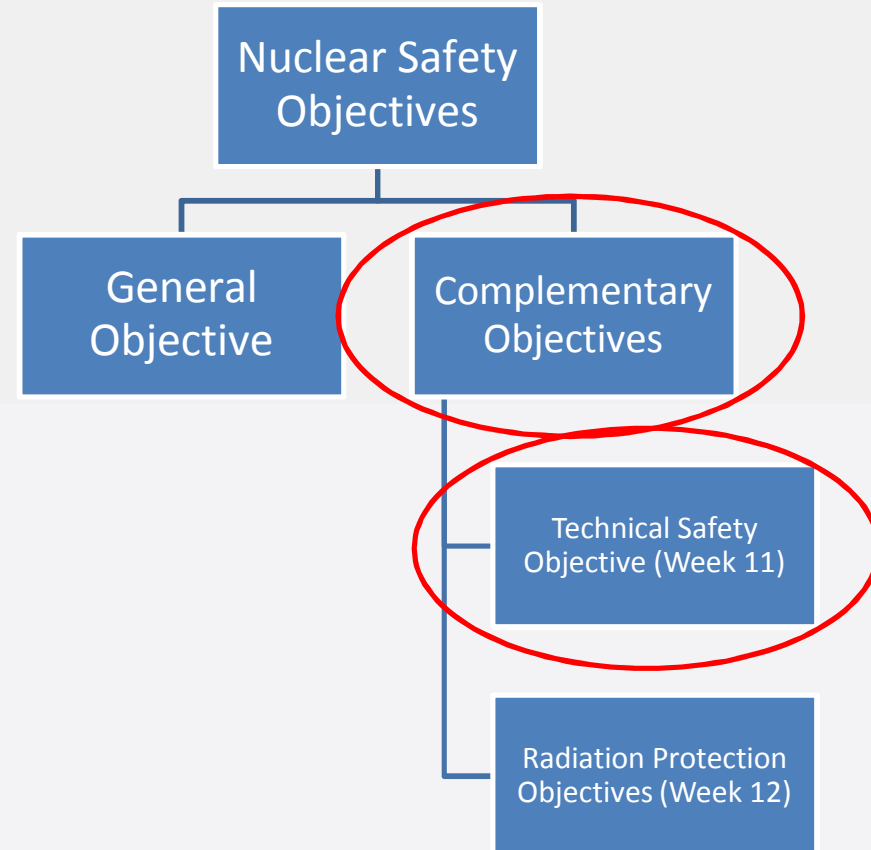 Nuclear Safety
Objectives
General
Objective
Complementary
Objectives
Technical Safety
Objective (Week 11)
Radiation Protection
Objectives (Week 12)